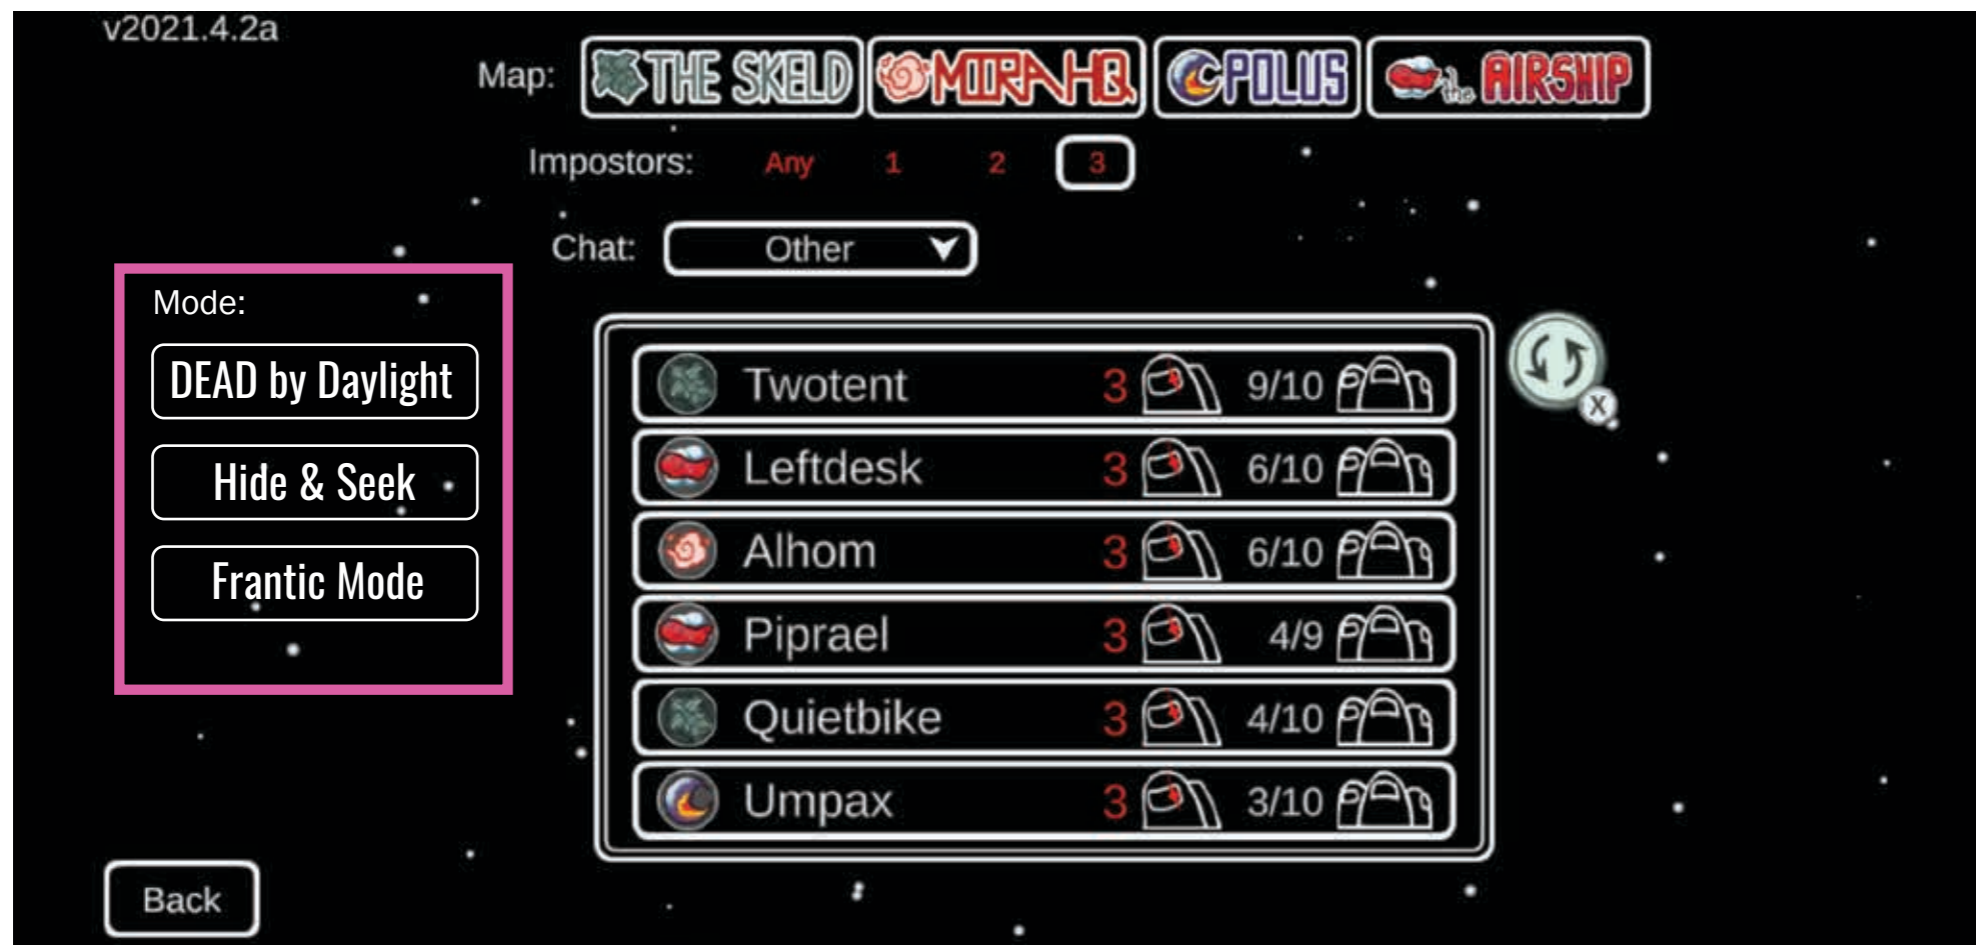 v2021.4.2a
Map: THE SKELD MIRA HQ POLUS the AIRSHIP
Impostors: Any 1 2 3
Chat: Other
Mode:
DEAD by Daylight
Hide & Seek
Frantic Mode
Twotent 3 9/10
Leftdesk 3 6/10
Alhom 3 6/10
Piprael 3 4/9
Quietbike 3 4/10
Umpax 3 3/10
X
Back